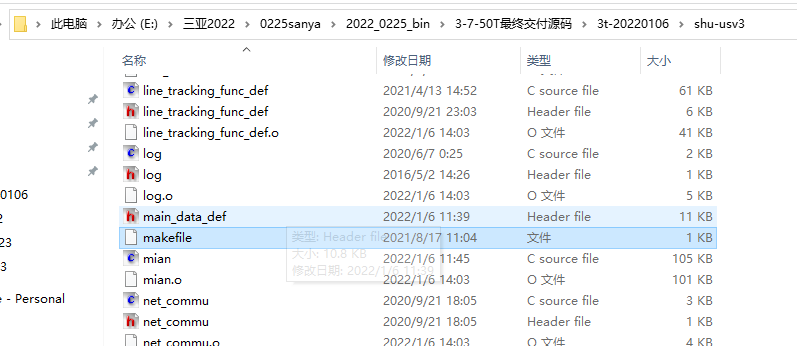 此电脑 > 办公 (E:) > 三亚2022 > 0225sanya > 2022_0225_bin > 3-7-50T最终交付源码 > 3t-20220106 > shu-usv3
名称 修改日期 类型 大小
line_tracking_func_def 2021/4/13 14:52 C source file 61 KB
line_tracking_func_def 2020/9/21 23:03 Header file 6 KB
line_tracking_func_def.o 2022/1/6 14:03 O 文件 41 KB
log 2020/6/7 0:25 C source file 2 KB
log 2016/5/2 14:26 Header file 1 KB
0106 log.o 2022/1/6 14:03 O 文件 5 KB
2 main_data_def 2022/1/6 11:39 Header file 11 KB
23 makefile 2021/8/17 11:04 文件 1 KB
类型: Header file
大小: 10.8 KB
修改日期: 2022/1/6 11:39
3 mian 2022/1/6 11:45 C source file 105 KB
mian.o 2022/1/6 14:03 O 文件 101 KB
e - Personal net_commu 2020/9/21 18:05 C source file 3 KB
net_commu 2020/9/21 18:05 Header file 1 KB
net_commu.o 2022/1/6 14:03 O 文件 4 KB